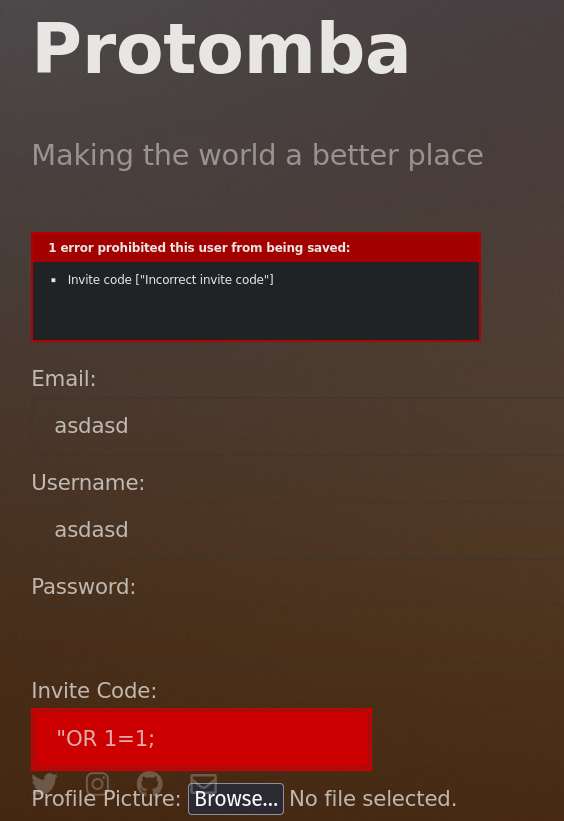 Protomba
Making the world a better place
1 error prohibited this user from being saved:
Invite code ["Incorrect invite code"]
Email:
asdasd
Username:
asdasd
Password:
Invite Code:
"OR 1=1;
Profile Picture: Browse... No file selected.